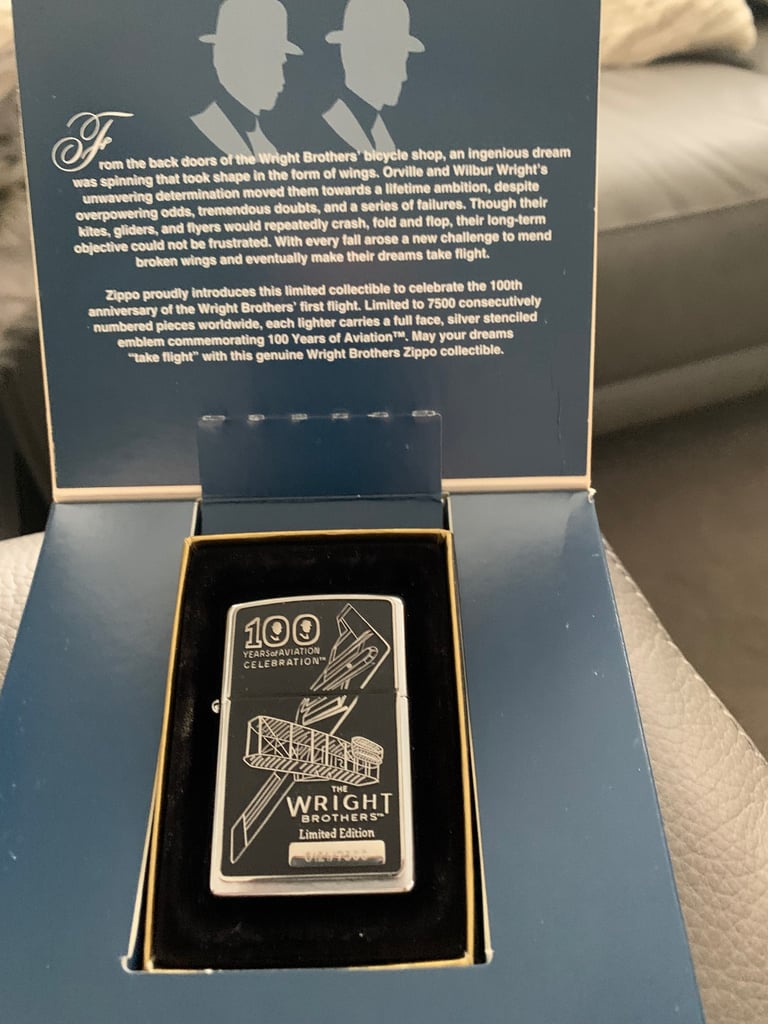 From the back doors of the Wright Brothers' bicycle shop, an ingenious dream
was spinning that took shape in the form of wings. Orville and Wilbur Wright's
unwavering determination moved them towards a lifetime ambition, despite
overpowering odds, tremendous doubts, and a series of failures. Though their
kites, gliders, and flyers would repeatedly crash, fold and flop, their long-term
objective could not be frustrated. With every fall arose a new challenge to mend
broken wings and eventually make their dreams take flight.
Zippo proudly introduces this limited collectible to celebrate the 100th
anniversary of the Wright Brothers' first flight. Limited to 7500 consecutively
numbered pieces worldwide, each lighter carries a full face, silver stenciled
emblem commemorating 100 Years of Aviation™. May your dreams
"take flight" with this genuine Wright Brothers Zippo collectible.
100
YEARS of AVIATION
CELEBRATION™
THE
WRIGHT
BROTHERS™
Limited Edition